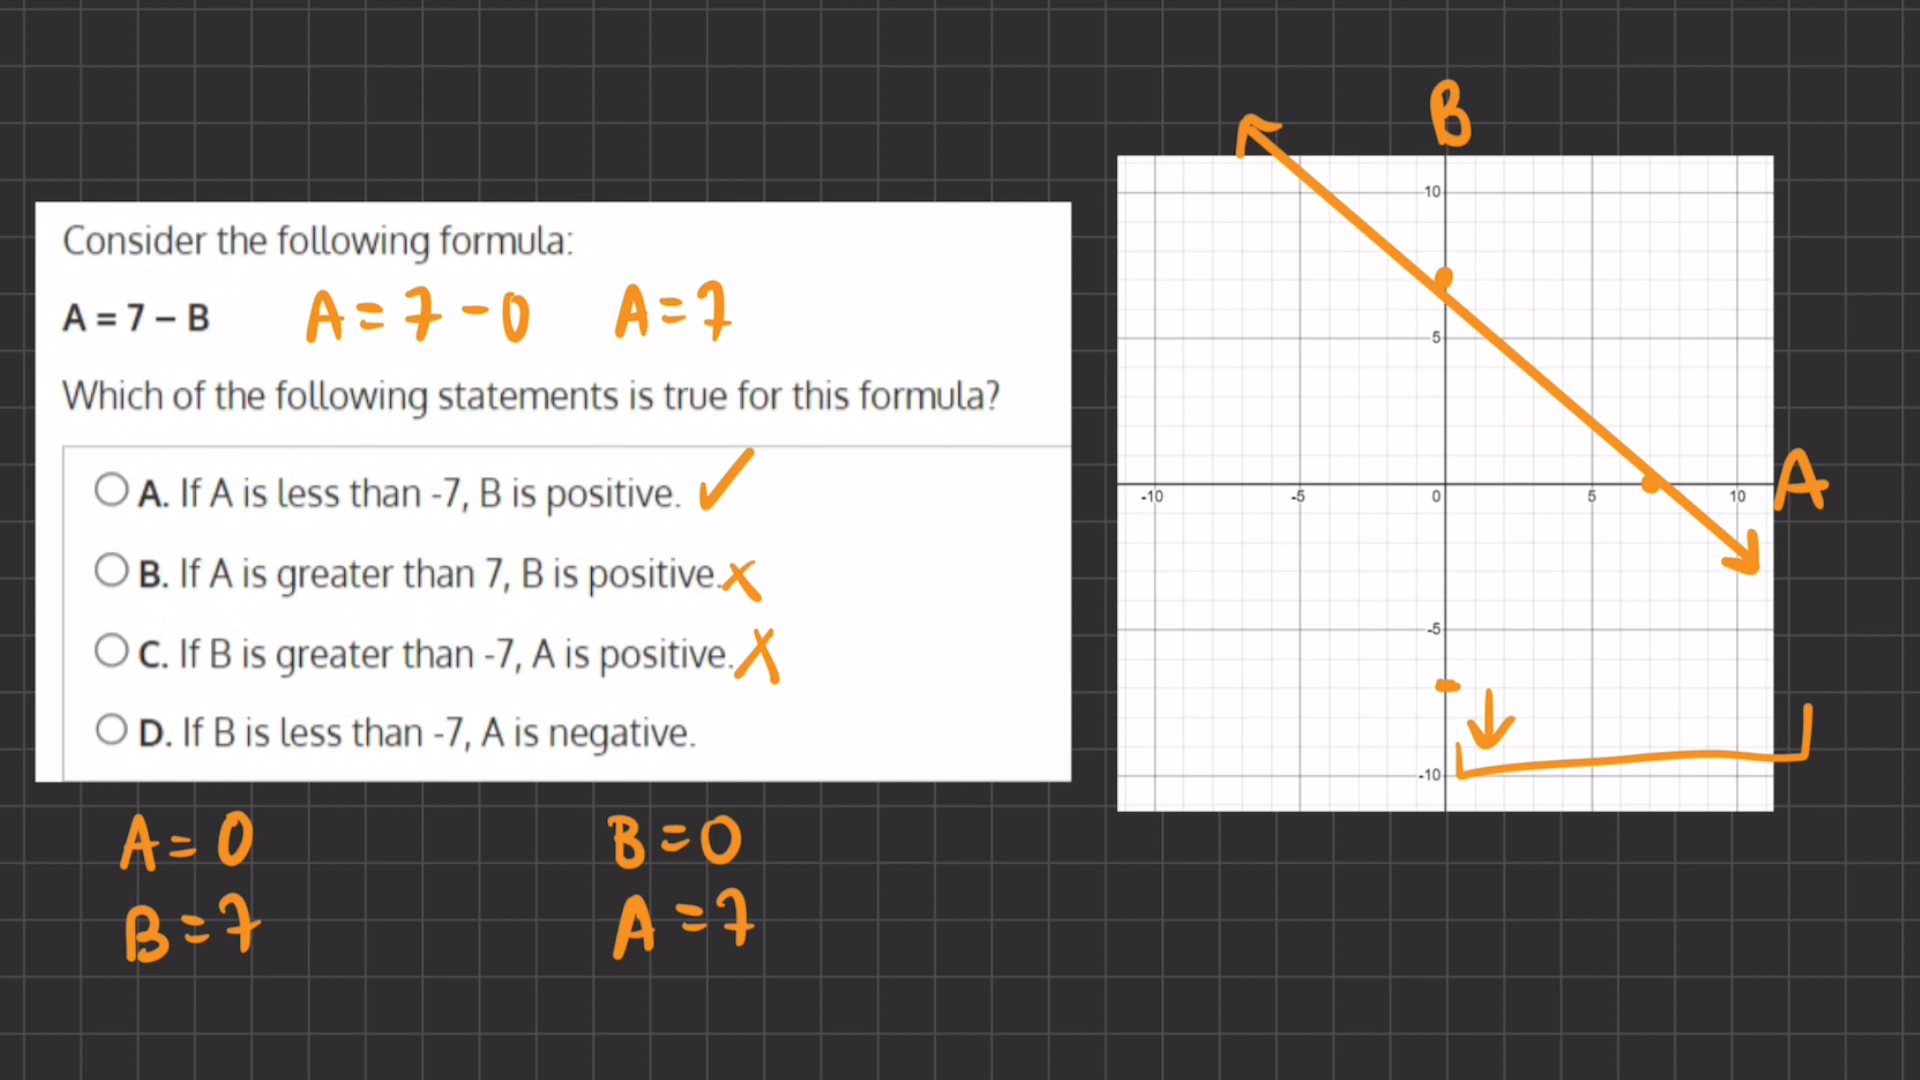 Consider the following formula:
A = 7 – B
A = 7 - 0
A = 7
Which of the following statements is true for this formula?
A. If A is less than -7, B is positive. ✓
B. If A is greater than 7, B is positive. x
C. If B is greater than -7, A is positive. X
D. If B is less than -7, A is negative.
A = 0
B = 7
B = 0
A = 7
B
10
5
-10 -5 0 5 10
A
-5
-10